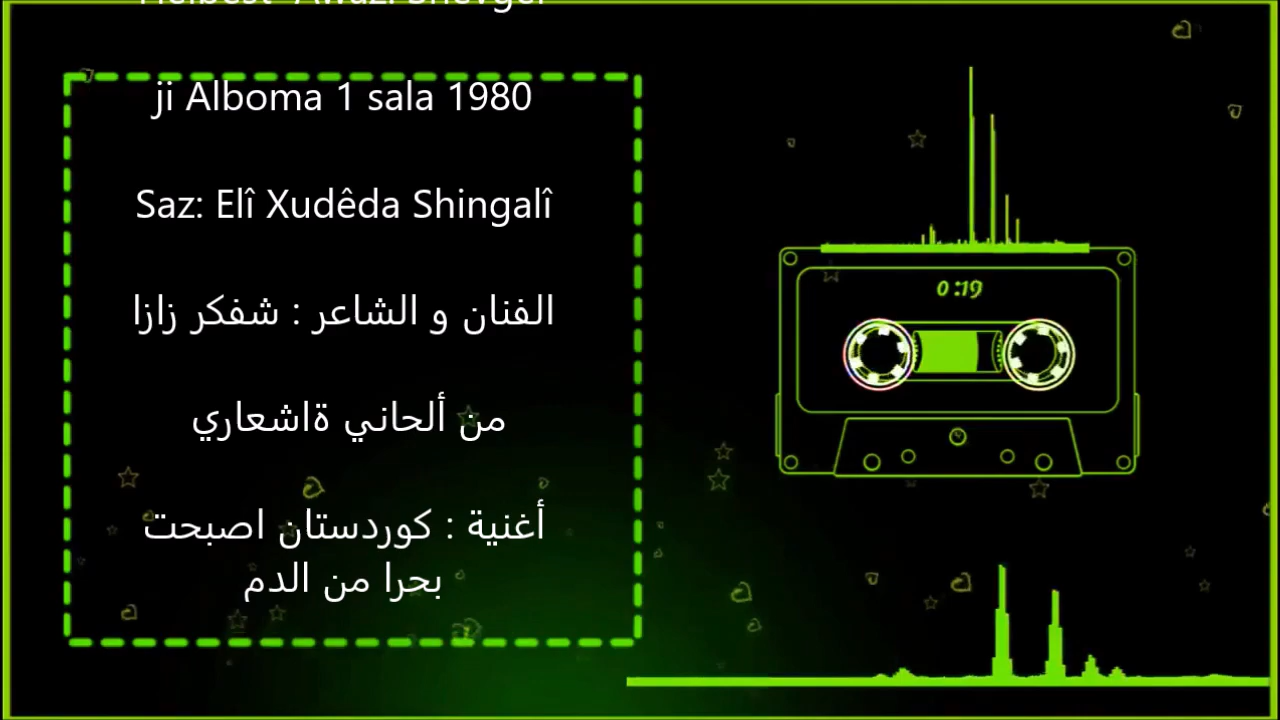 ji Alboma 1 sala 1980
Saz: Elî Xudêda Shingalî
الفنان و الشاعر : شفكر زازا
من ألحاني ةاشعاري
أغنية : كوردستان اصبحت
بحرا من الدم
0:19